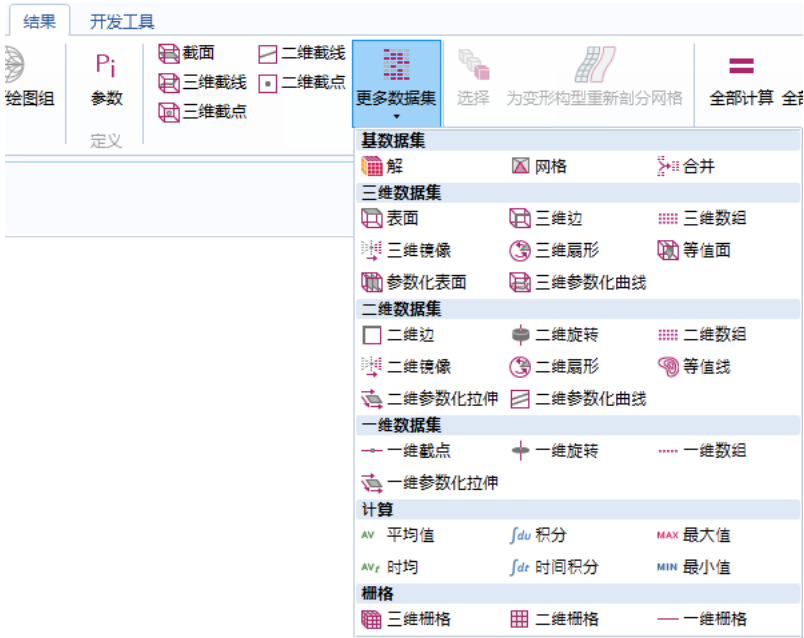 结果 开发工具
截面 二维截线
三维截线 二维截点
三维截点
绘图组 参数 更多数据集 选择 为变形构型重新剖分网格 全部计算 全部
Pi
定义
基数据集
解 网格 合并
三维数据集
表面 三维边 三维数组
三维镜像 三维扇形 等值面
参数化表面 三维参数化曲线
二维数据集
二维边 二维旋转 二维数组
二维镜像 二维扇形 等值线
二维参数化拉伸 二维参数化曲线
一维数据集
一维截点 一维旋转 一维数组
一维参数化拉伸
计算
AV 平均值 ∫du 积分 MAX 最大值
AVt 时均 ∫dt 时间积分 MIN 最小值
栅格
三维栅格 二维栅格 一维栅格